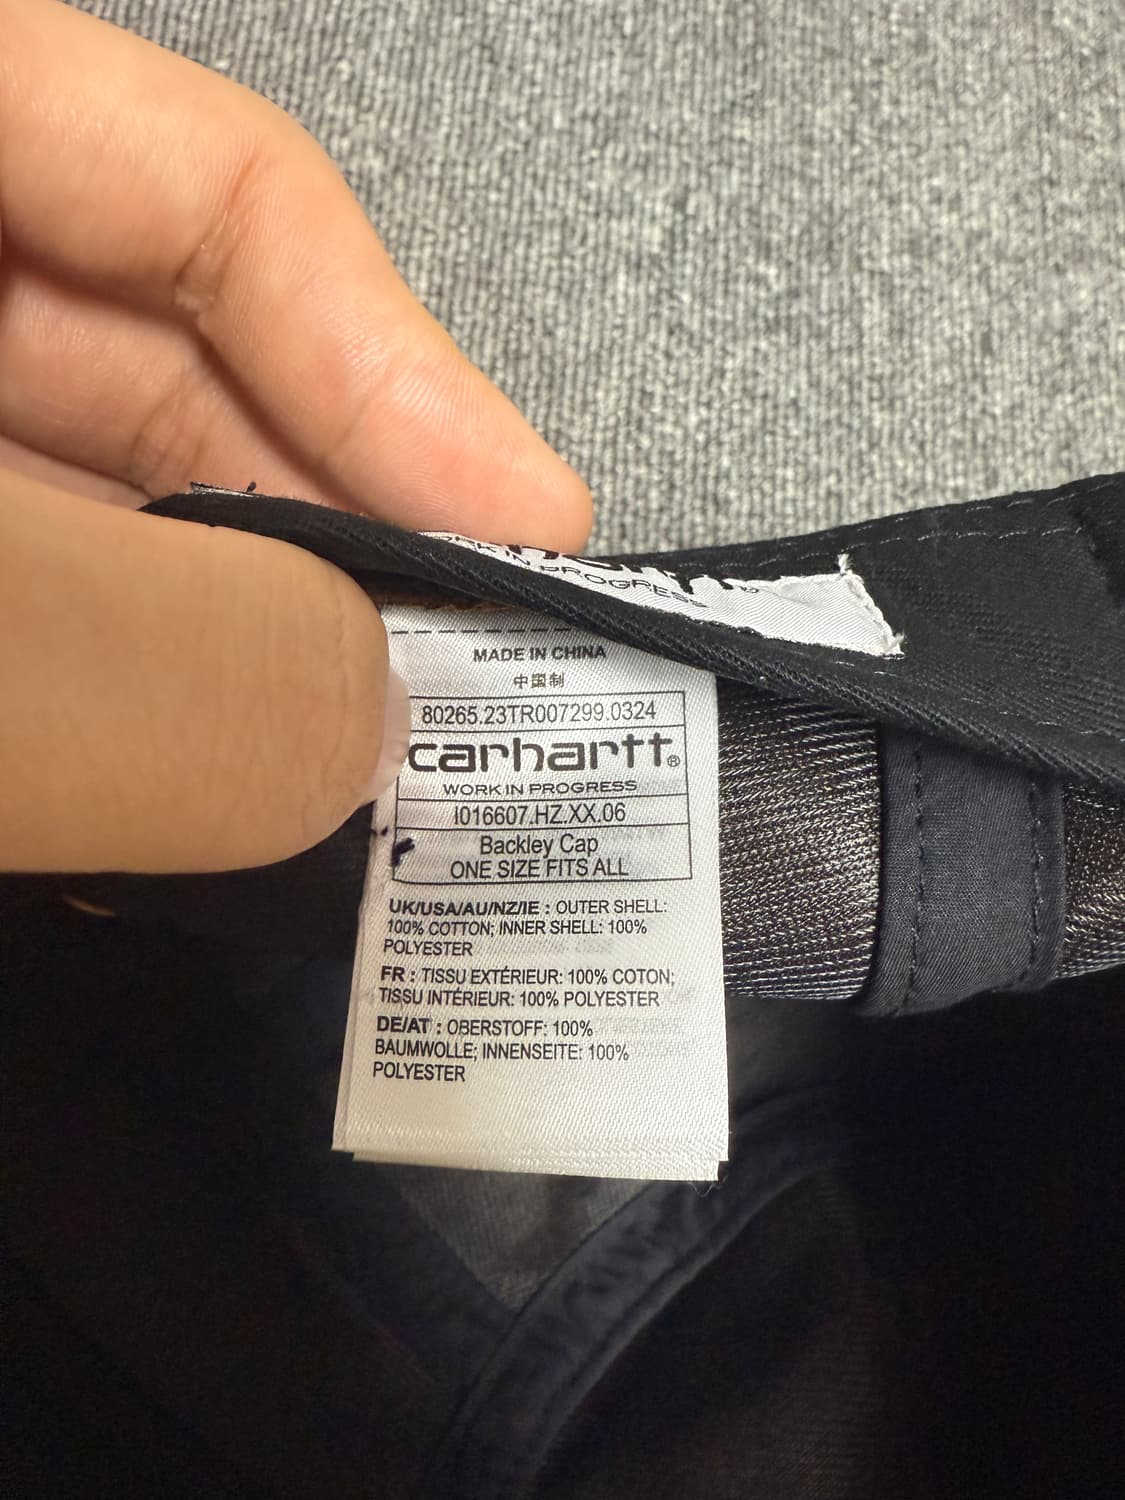 WORK IN PROGRESS
MADE IN CHINA
中国制
80265.23TR007299.0324
carhartt®
WORK IN PROGRESS
I016607.HZ.XX.06
Backley Cap
ONE SIZE FITS ALL
UK/USA/AU/NZ/IE : OUTER SHELL:
100% COTTON; INNER SHELL: 100%
POLYESTER
FR : TISSU EXTÉRIEUR: 100% COTON;
TISSU INTÉRIEUR: 100% POLYESTER
DE/AT : OBERSTOFF: 100%
BAUMWOLLE; INNENSEITE: 100%
POLYESTER